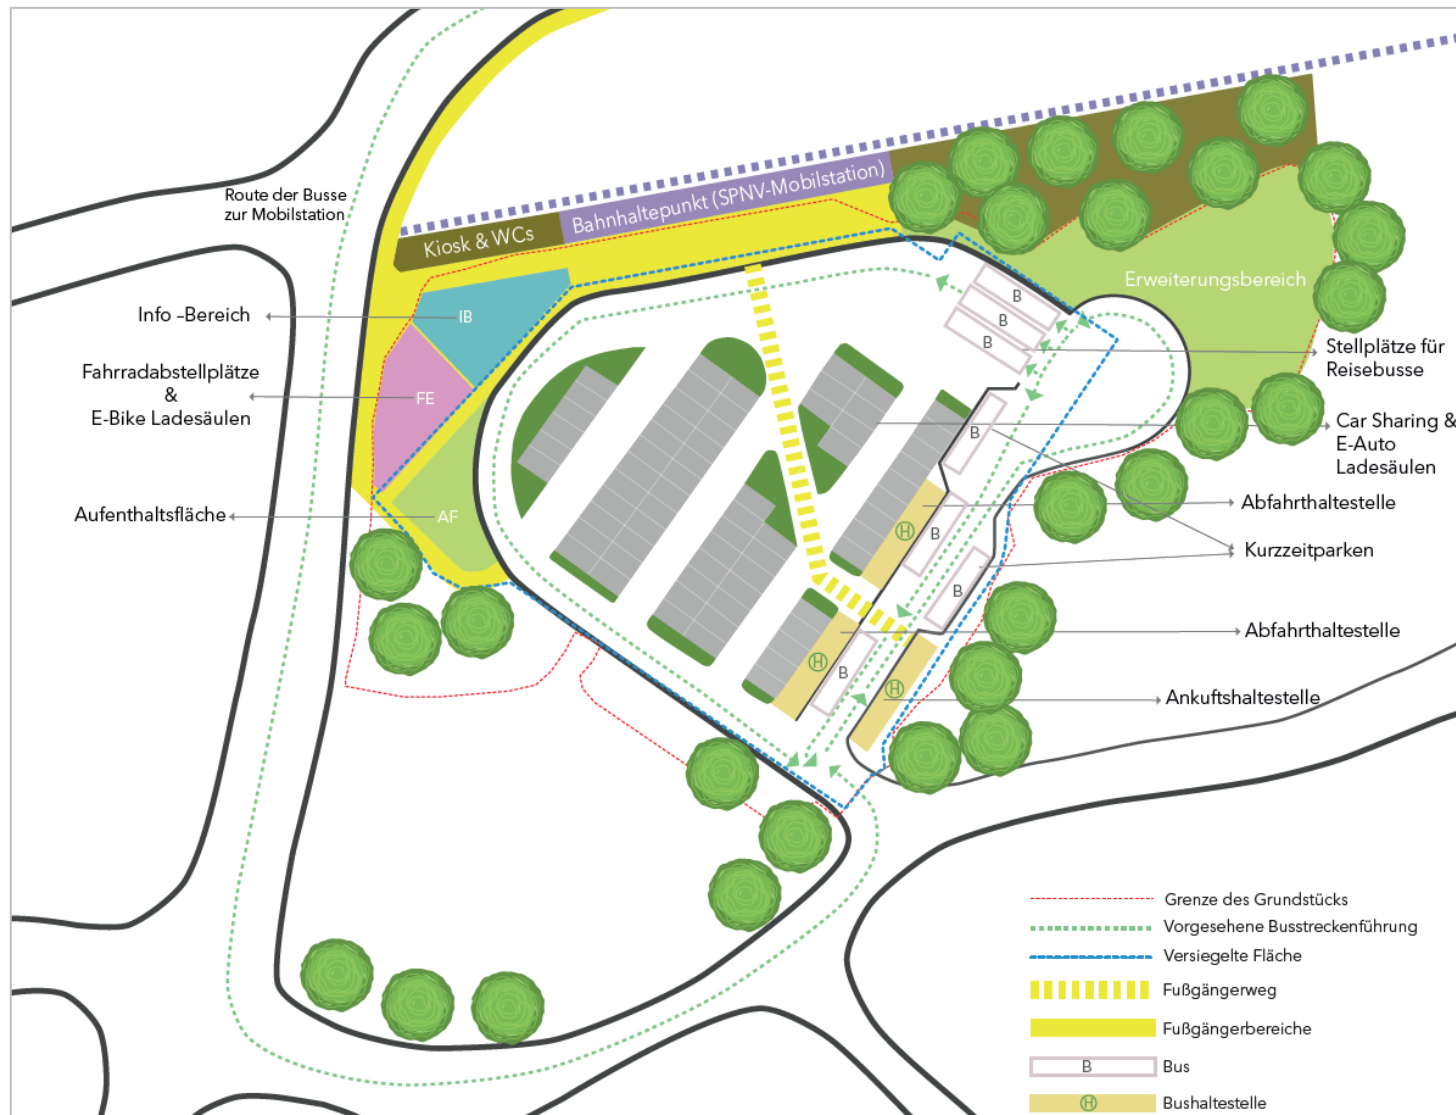 Route der Busse
zur Mobilstation
Kiosk & WCs
Bahnhaltepunkt (SPNV-Mobilstation)
Erweiterungsbereich
Info –Bereich
IB
Fahrradabstellplätze
&
E-Bike Ladesäulen
FE
Aufenthaltsfläche
AF
B
B
B
B
B
B
B
H
H
H
Stellplätze für
Reisebusse
Car Sharing &
E-Auto
Ladesäulen
Abfahrthaltestelle
Kurzzeitparken
Abfahrthaltestelle
Ankuftshaltestelle
Grenze des Grundstücks
Vorgesehene Busstreckenführung
Versiegelte Fläche
Fußgängerweg
Fußgängerbereiche
B Bus
H Bushaltestelle